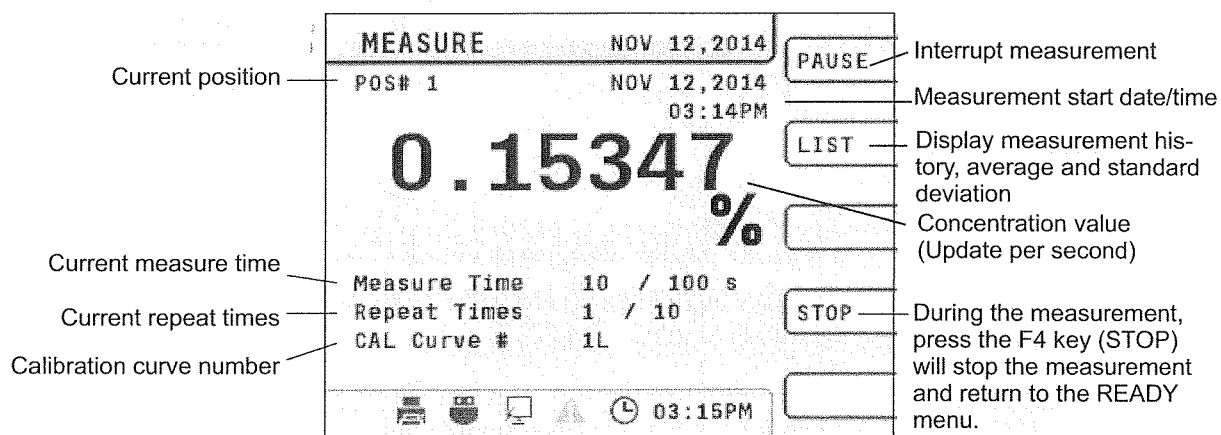 MEASURE NOV 12,2014
PAUSE
Interrupt measurement
Current position
POS# 1 NOV 12,2014
03:14PM
Measurement start date/time
LIST
Display measurement his-
tory, average and standard
deviation
0.15347
%
Concentration value
(Update per second)
Current measure time
Measure Time 10 / 100 s
Current repeat times
Repeat Times 1 / 10
Calibration curve number
CAL Curve # 1L
STOP
During the measurement,
press the F4 key (STOP)
will stop the measurement
and return to the READY
menu.
03:15PM